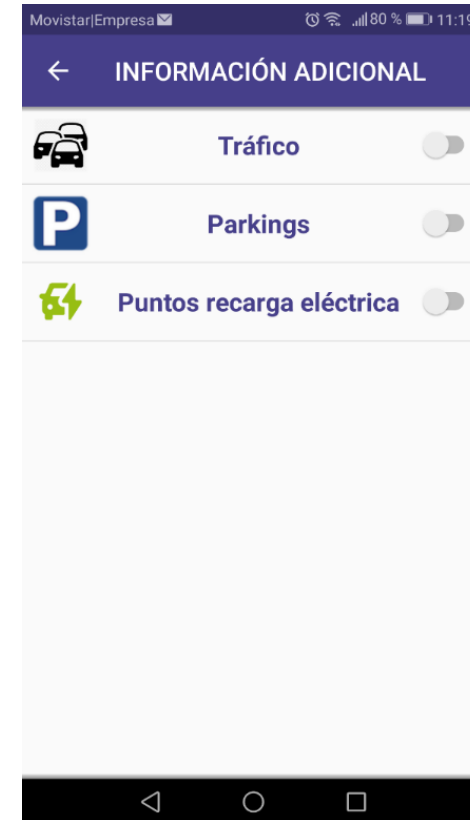 Movistar|Empresa 80 % 11:19
INFORMACIÓN ADICIONAL
Tráfico
P Parkings
Puntos recarga eléctrica